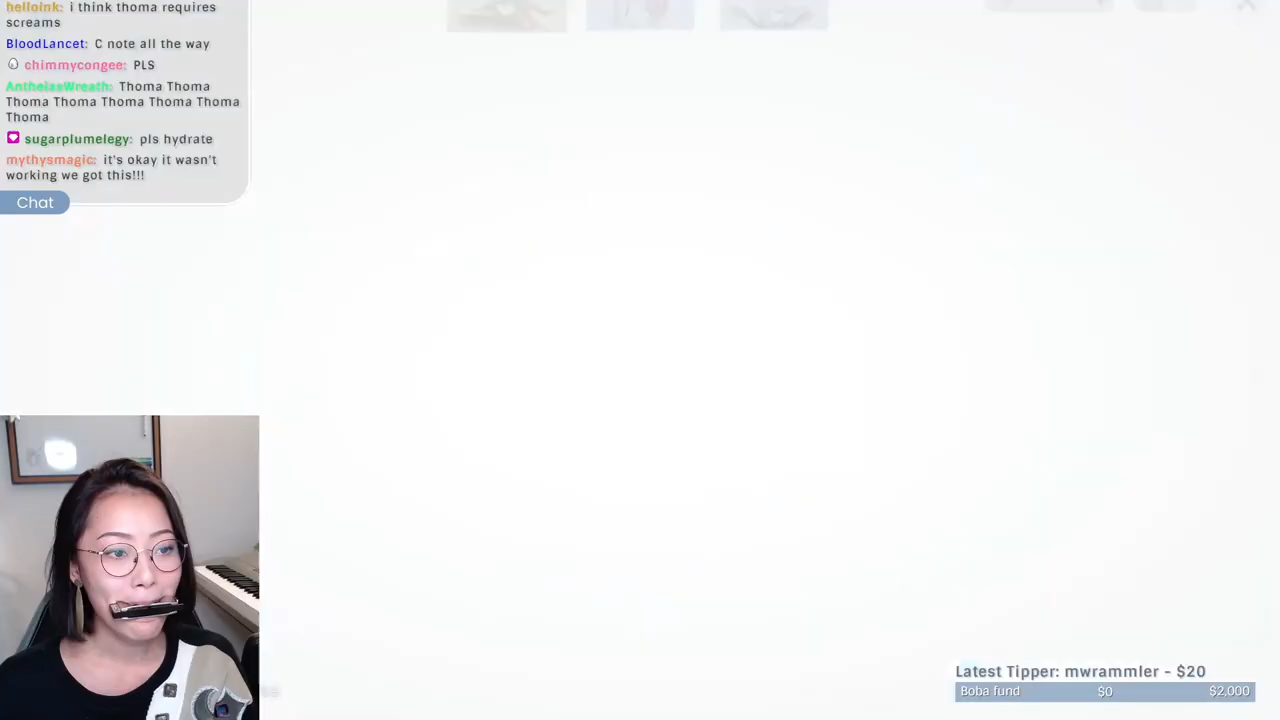 helloink: i think thoma requires
screams
BloodLancet: C note all the way
chimmycongee: PLS
AntheiasWreath: Thoma Thoma
Thoma Thoma Thoma Thoma Thoma
Thoma
sugarplumelegy: pls hydrate
mythysmagic: it's okay it wasn't
working we got this!!!
Chat
Latest Tipper: mwrammler - $20
Boba fund $0 $2,000